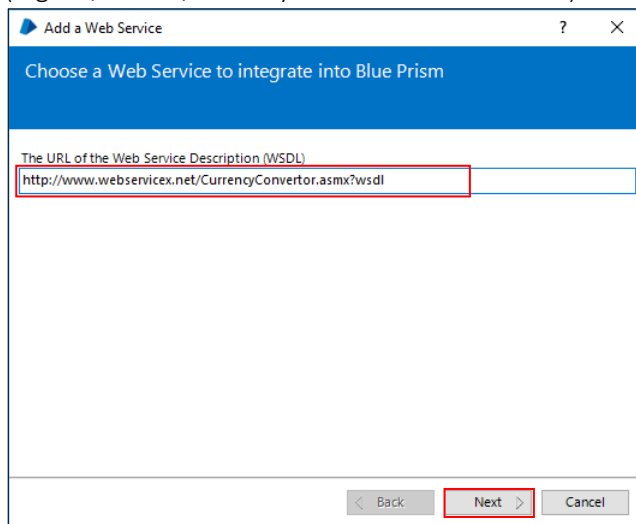 Add a Web Service
?
Choose a Web Service to integrate into Blue Prism
The URL of the Web Service Description (WSDL)
http://www.webservicex.net/CurrencyConvertor.asmx?wsdl
Back
Next
Cancel